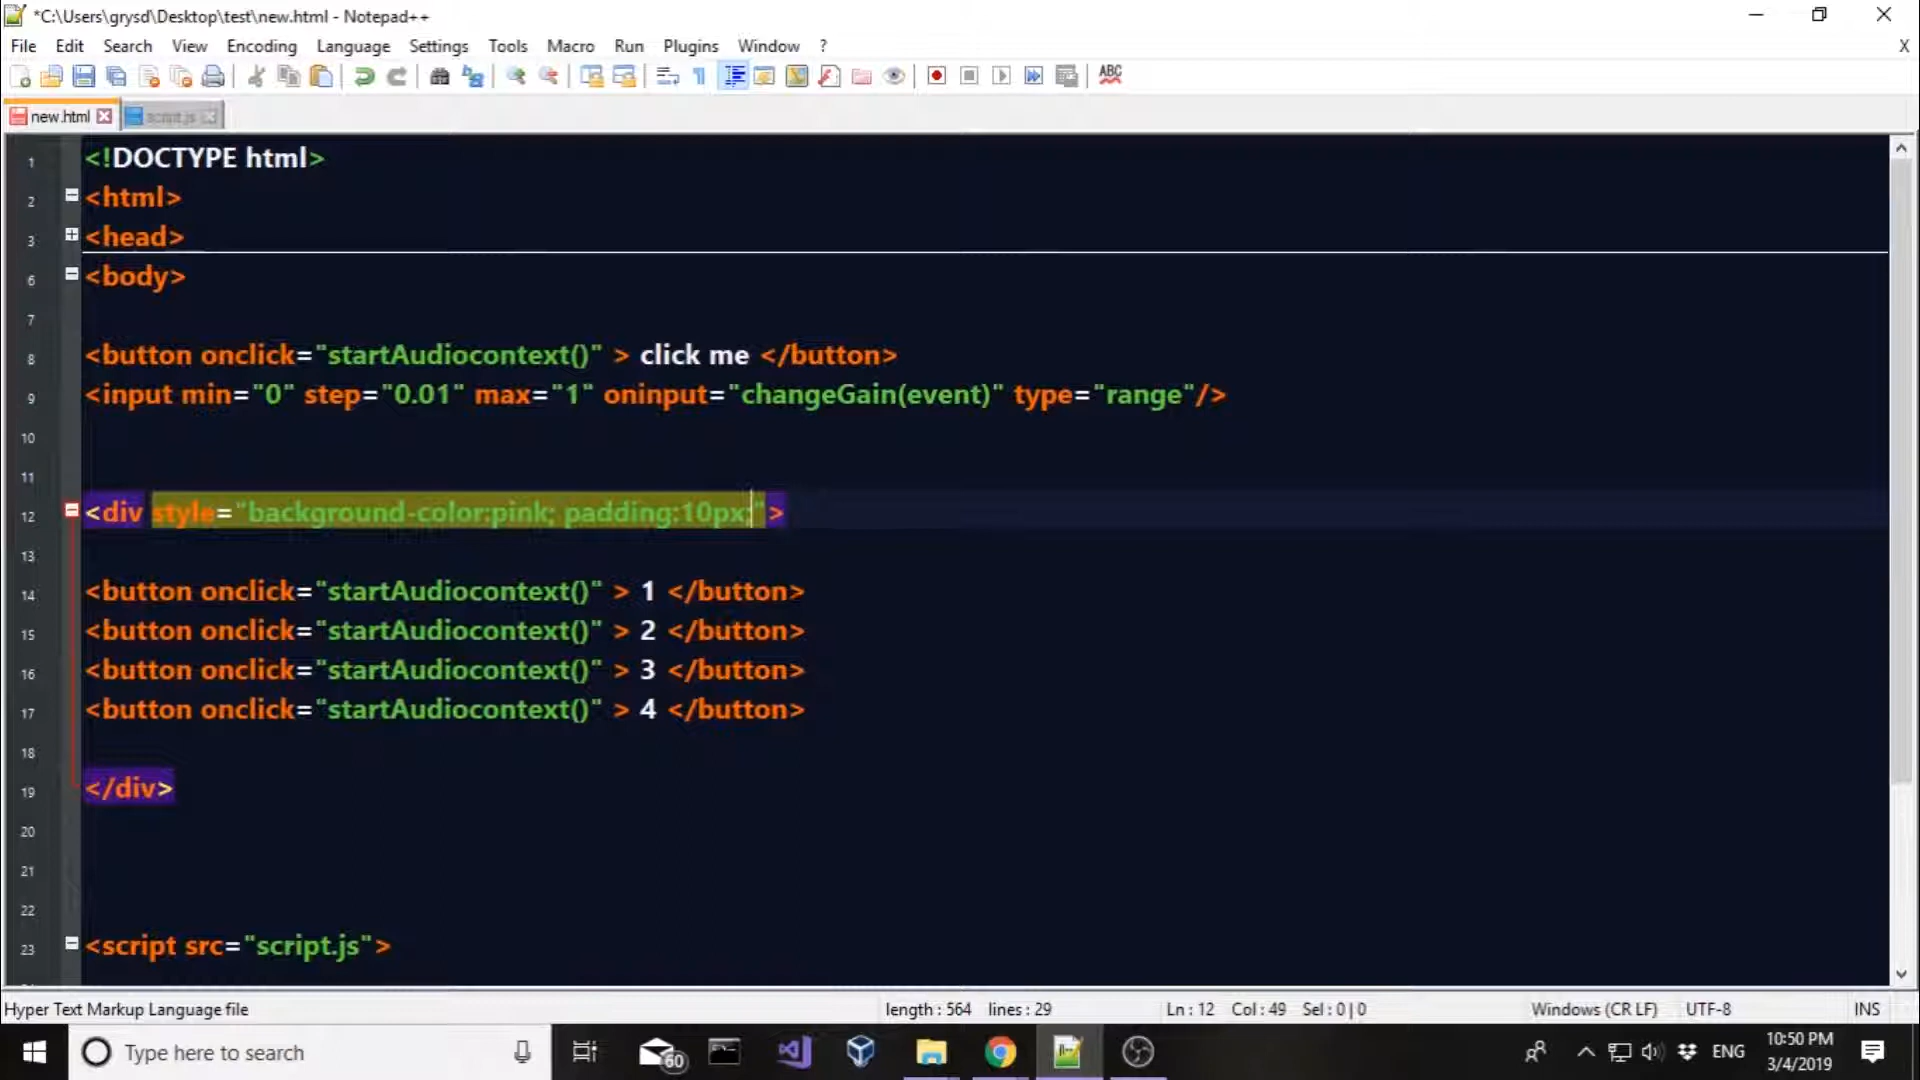 *C:\Users\grysd\Desktop\test\new.html - Notepad++
File Edit Search View Encoding Language Settings Tools Macro Run Plugins Window ? X
ABC
new.html script.js
1 <!DOCTYPE html>
2 <html>
3 <head>
6 <body>
7
8 <button onclick="startAudiocontext()" > click me </button>
9 <input min="0" step="0.01" max="1" oninput="changeGain(event)" type="range"/>
10
11
12 <div style="background-color:pink; padding:10px;">
13
14 <button onclick="startAudiocontext()" > 1 </button>
15 <button onclick="startAudiocontext()" > 2 </button>
16 <button onclick="startAudiocontext()" > 3 </button>
17 <button onclick="startAudiocontext()" > 4 </button>
18
19 </div>
20
21
22
23 <script src="script.js">
Hyper Text Markup Language file length : 564 lines : 29 Ln : 12 Col : 49 Sel : 0 | 0 Windows (CR LF) UTF-8 INS
Type here to search 60 ENG 10:50 PM
3/4/2019